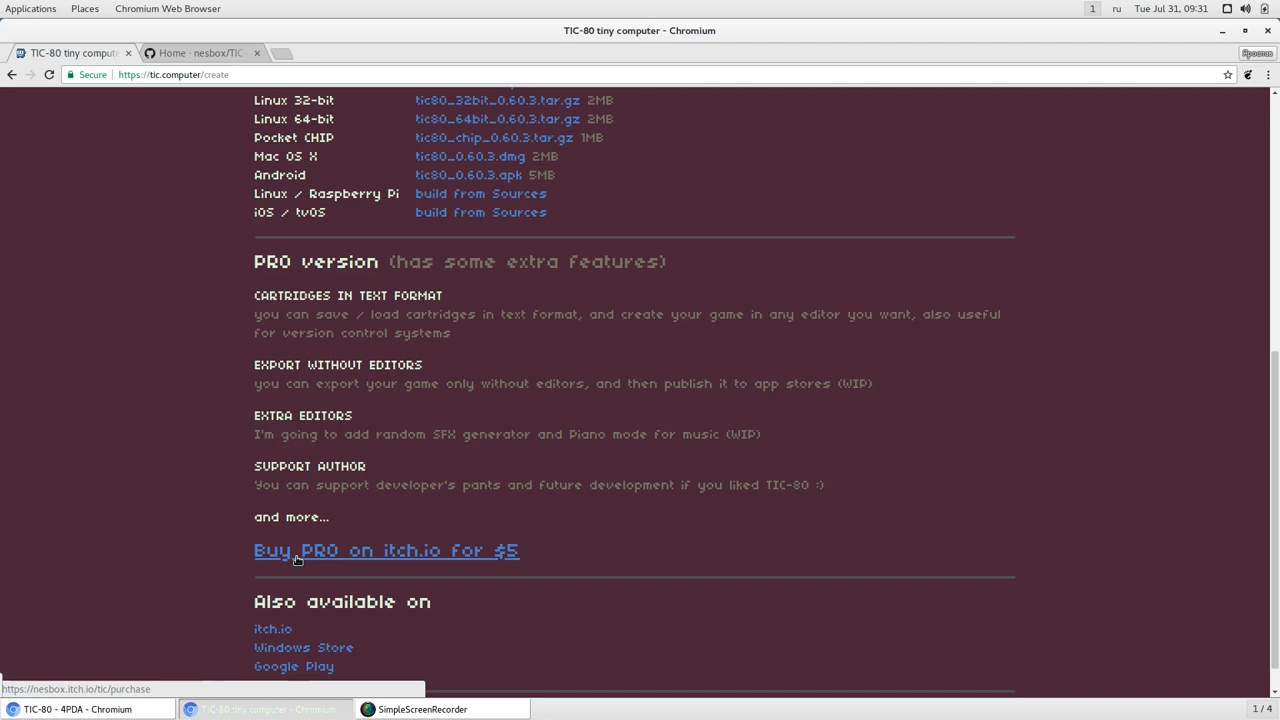 Applications Places Chromium Web Browser 1 ru Tue Jul 31, 09:31
TIC-80 tiny computer - Chromium
TIC-80 tiny compute Home · nesbox/TIC Ярослав
Secure https://tic.computer/create
Linux 32-bit tic80_32bit_0.60.3.tar.gz 2MB
Linux 64-bit tic80_64bit_0.60.3.tar.gz 2MB
Pocket CHIP tic80_chip_0.60.3.tar.gz 1MB
Mac OS X tic80_0.60.3.dmg 2MB
Android tic80_0.60.3.apk 5MB
Linux / Raspberry Pi build from Sources
iOS / tvOS build from Sources
PRO version (has some extra features)
CARTRIDGES IN TEXT FORMAT
you can save / load cartridges in text format, and create your game in any editor you want, also useful
for version control systems
EXPORT WITHOUT EDITORS
you can export your game only without editors, and then publish it to app stores (WIP)
EXTRA EDITORS
I'm going to add random SFX generator and Piano mode for music (WIP)
SUPPORT AUTHOR
You can support developer's pants and future development if you liked TIC-80 :)
and more...
Buy PRO on itch.io for $5
Also available on
itch.io
Windows Store
Google Play
https://nesbox.itch.io/tic/purchase
TIC-80 - 4PDA - Chromium TIC-80 tiny computer - Chromium SimpleScreenRecorder 1 / 4